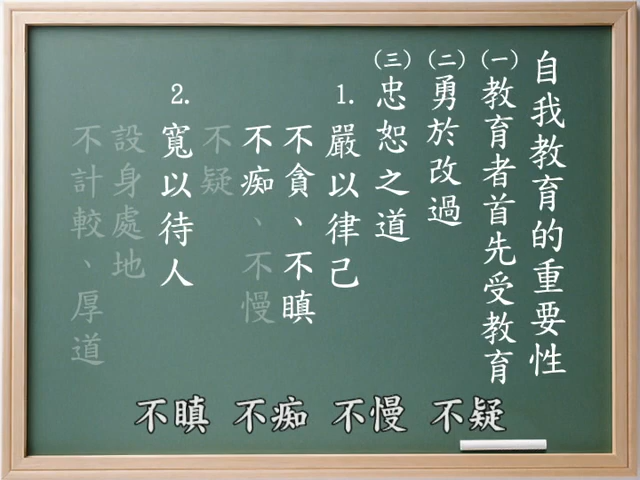 自我教育的重要性
(一)教育者首先受教育
(二)勇於改過
(三)忠恕之道
1.嚴以律己
不貪、不瞋
不痴、不慢
不疑
2.寬以待人
設身處地
不計較、厚道
不瞋 不痴 不慢 不疑